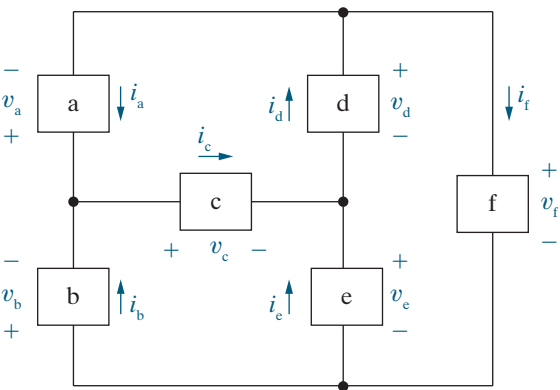 − a i_a i_d d + i_f
v_a v_d
+ −
i_c +
c f v_f
+ v_c − −
− +
v_b b i_b i_e e v_e
+ −